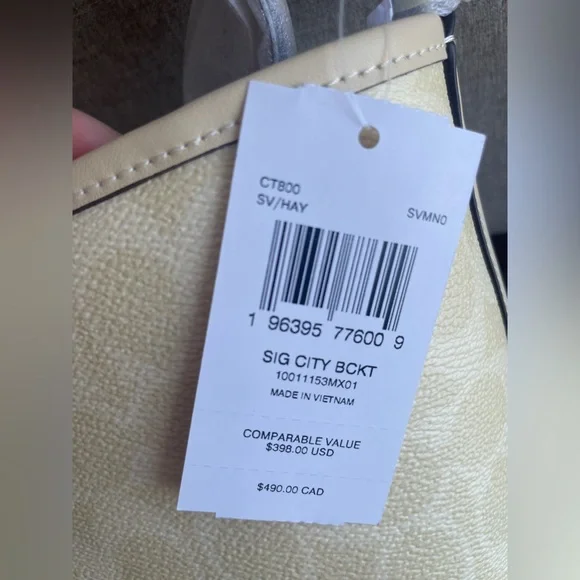 CT800
SV/HAY
SVMN0
1 96395 77600 9
SIG CITY BCKT
10011153MX01
MADE IN VIETNAM
COMPARABLE VALUE
$398.00 USD
$490.00 CAD